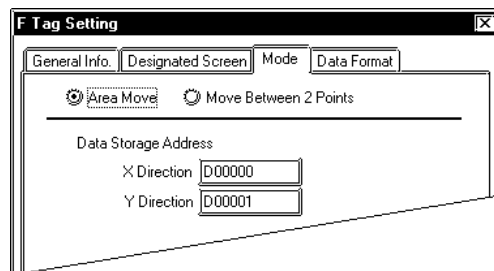 F Tag Setting
General Info. Designated Screen Mode Data Format
Area Move Move Between 2 Points
Data Storage Address
X Direction D00000
Y Direction D00001